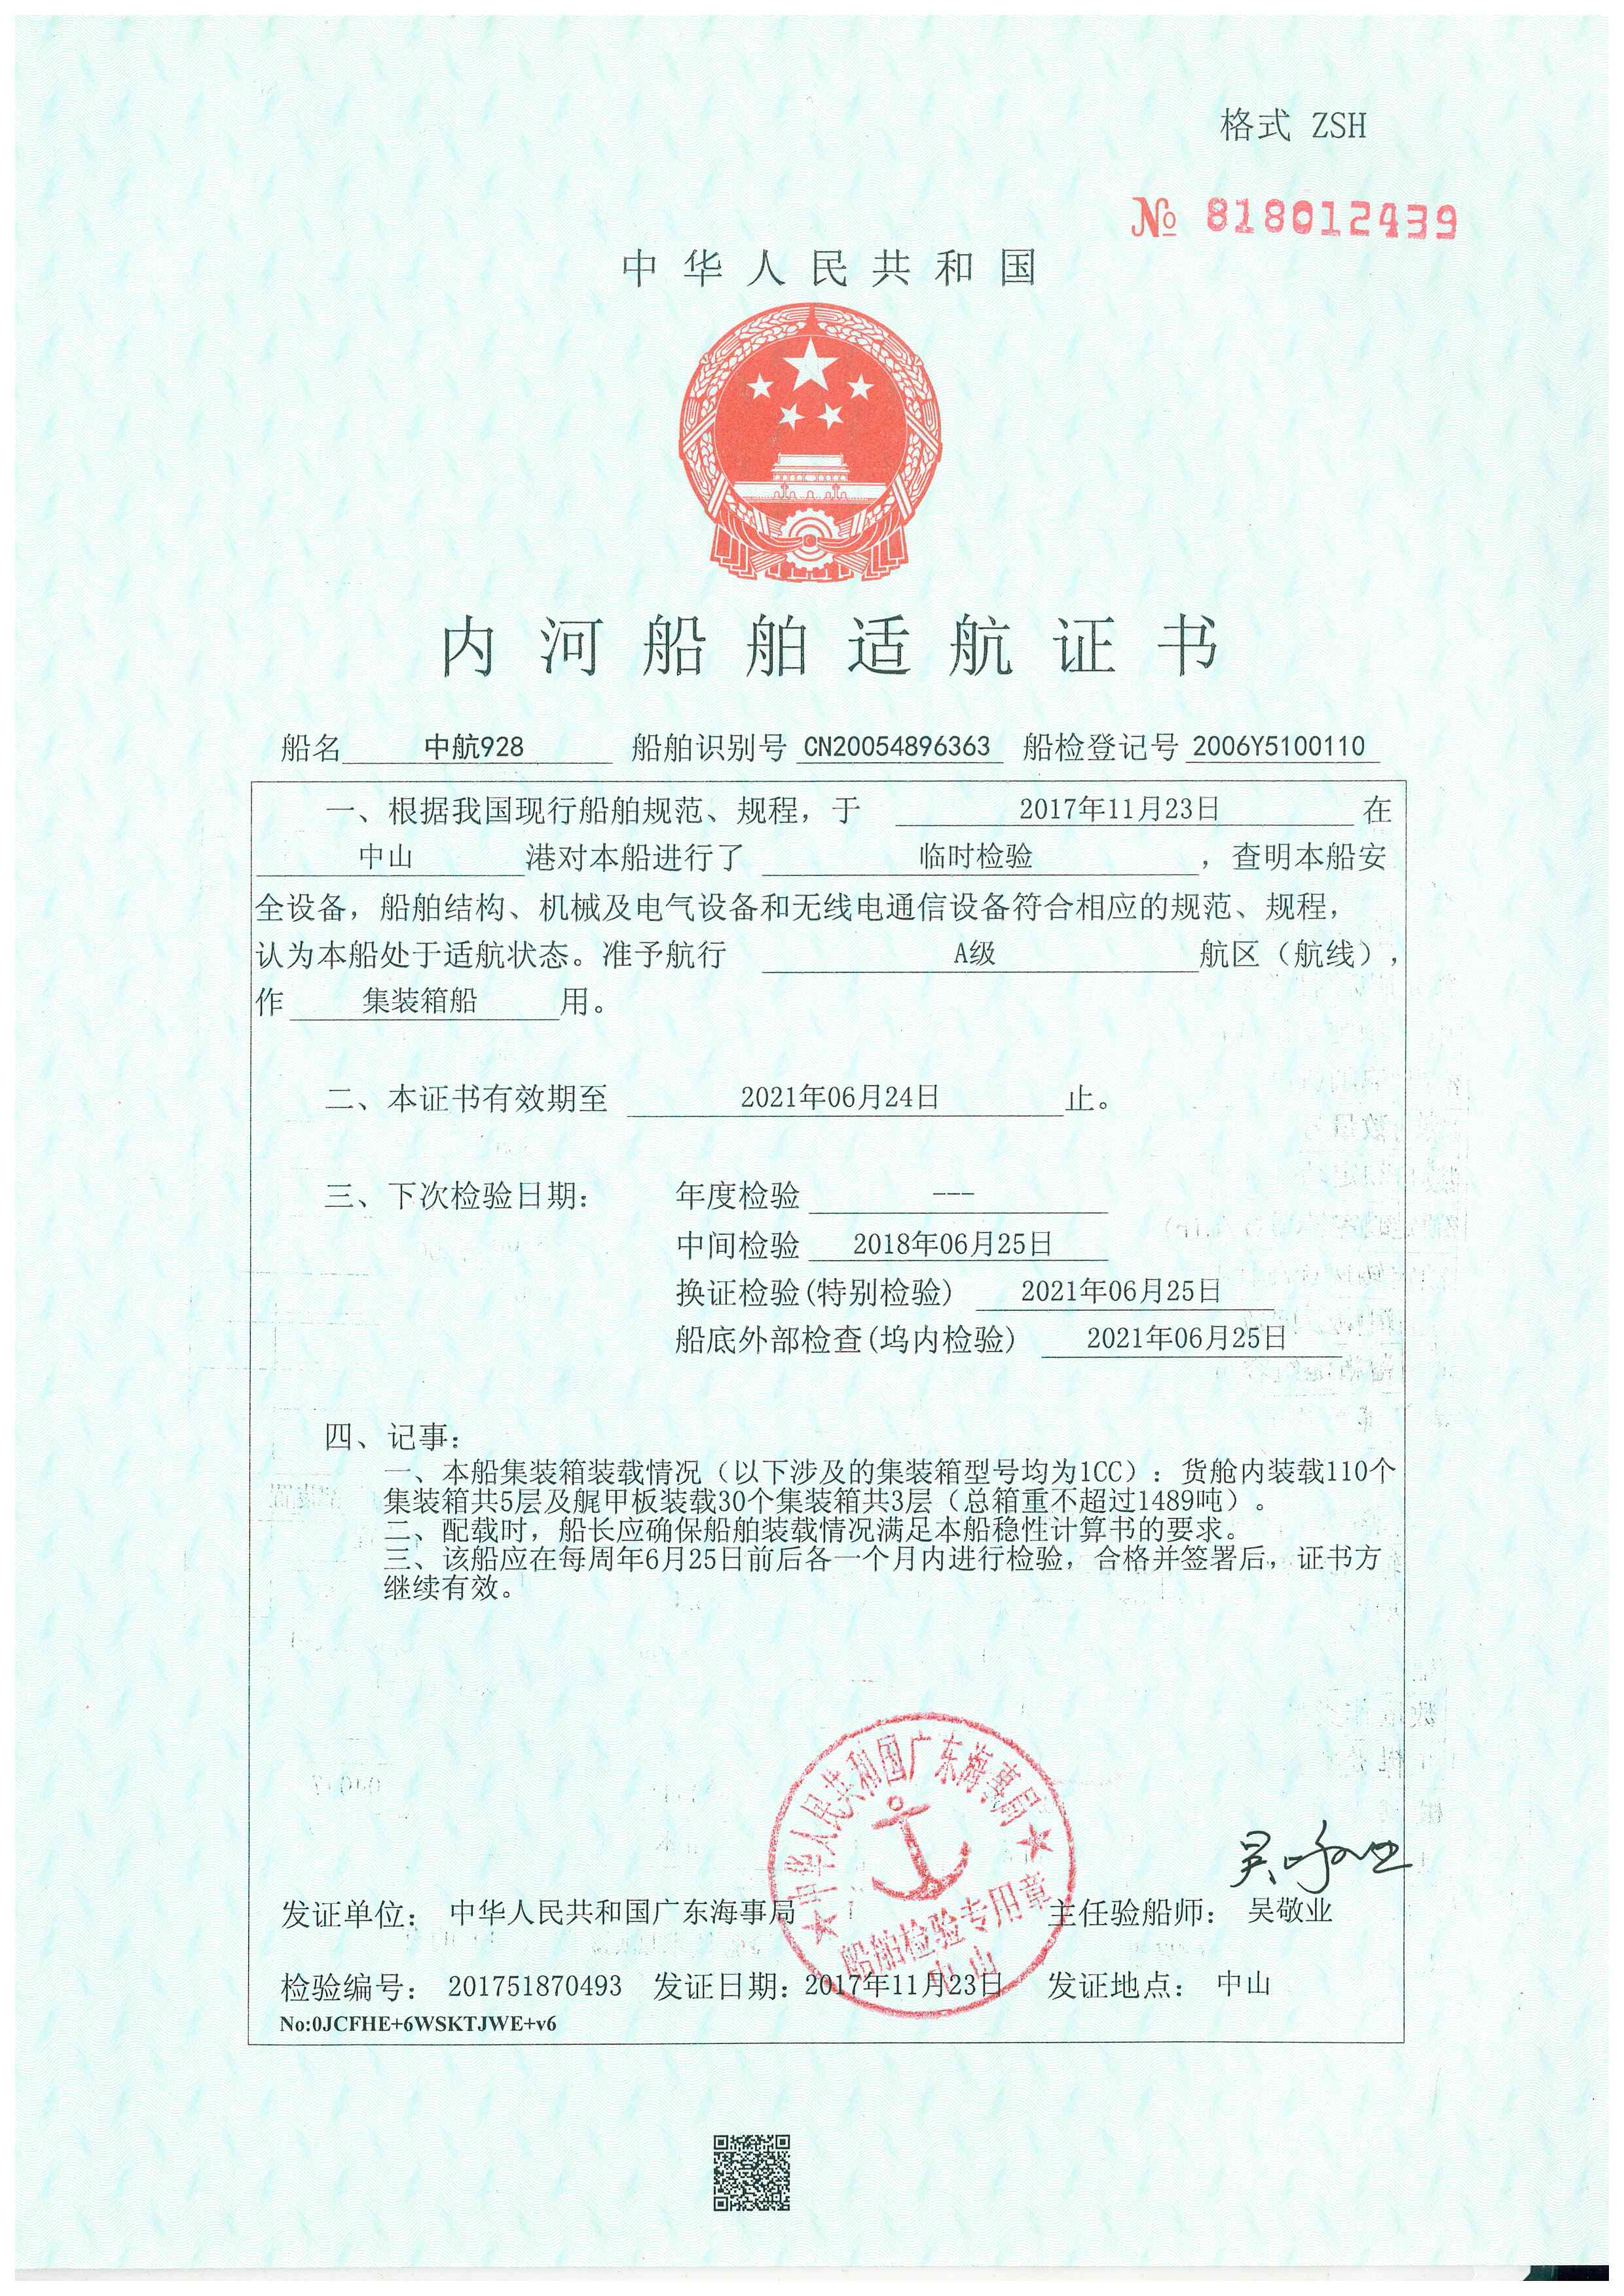 格式 ZSH
№ 818012439
中华人民共和国
内河船舶适航证书
船名 中航928 船舶识别号 CN20054896363 船检登记号 2006Y5100110
一、根据我国现行船舶规范、规程，于 2017年11月23日 在
中山 港对本船进行了 临时检验 ，查明本船安
全设备，船舶结构、机械及电气设备和无线电通信设备符合相应的规范、规程，
认为本船处于适航状态。准予航行 A级 航区（航线），
作 集装箱船 用。
二、本证书有效期至 2021年06月24日 止。
三、下次检验日期： 年度检验 ---
中间检验 2018年06月25日
换证检验(特别检验) 2021年06月25日
船底外部检查(坞内检验) 2021年06月25日
四、记事：
一、本船集装箱装载情况（以下涉及的集装箱型号均为1CC）：货舱内装载110个
集装箱共5层及艉甲板装载30个集装箱共3层（总箱重不超过1489吨）。
二、配载时，船长应确保船舶装载情况满足本船稳性计算书的要求。
三、该船应在每周年6月25日前后各一个月内进行检验，合格并签署后，证书方
继续有效。
中华人民共和国广东海事局
船舶检验专用章
中山
发证单位： 中华人民共和国广东海事局 主任验船师： 吴敬业
检验编号： 201751870493 发证日期：2017年11月23日 发证地点： 中山
No:0JCFHE+6WSKTJWE+v6